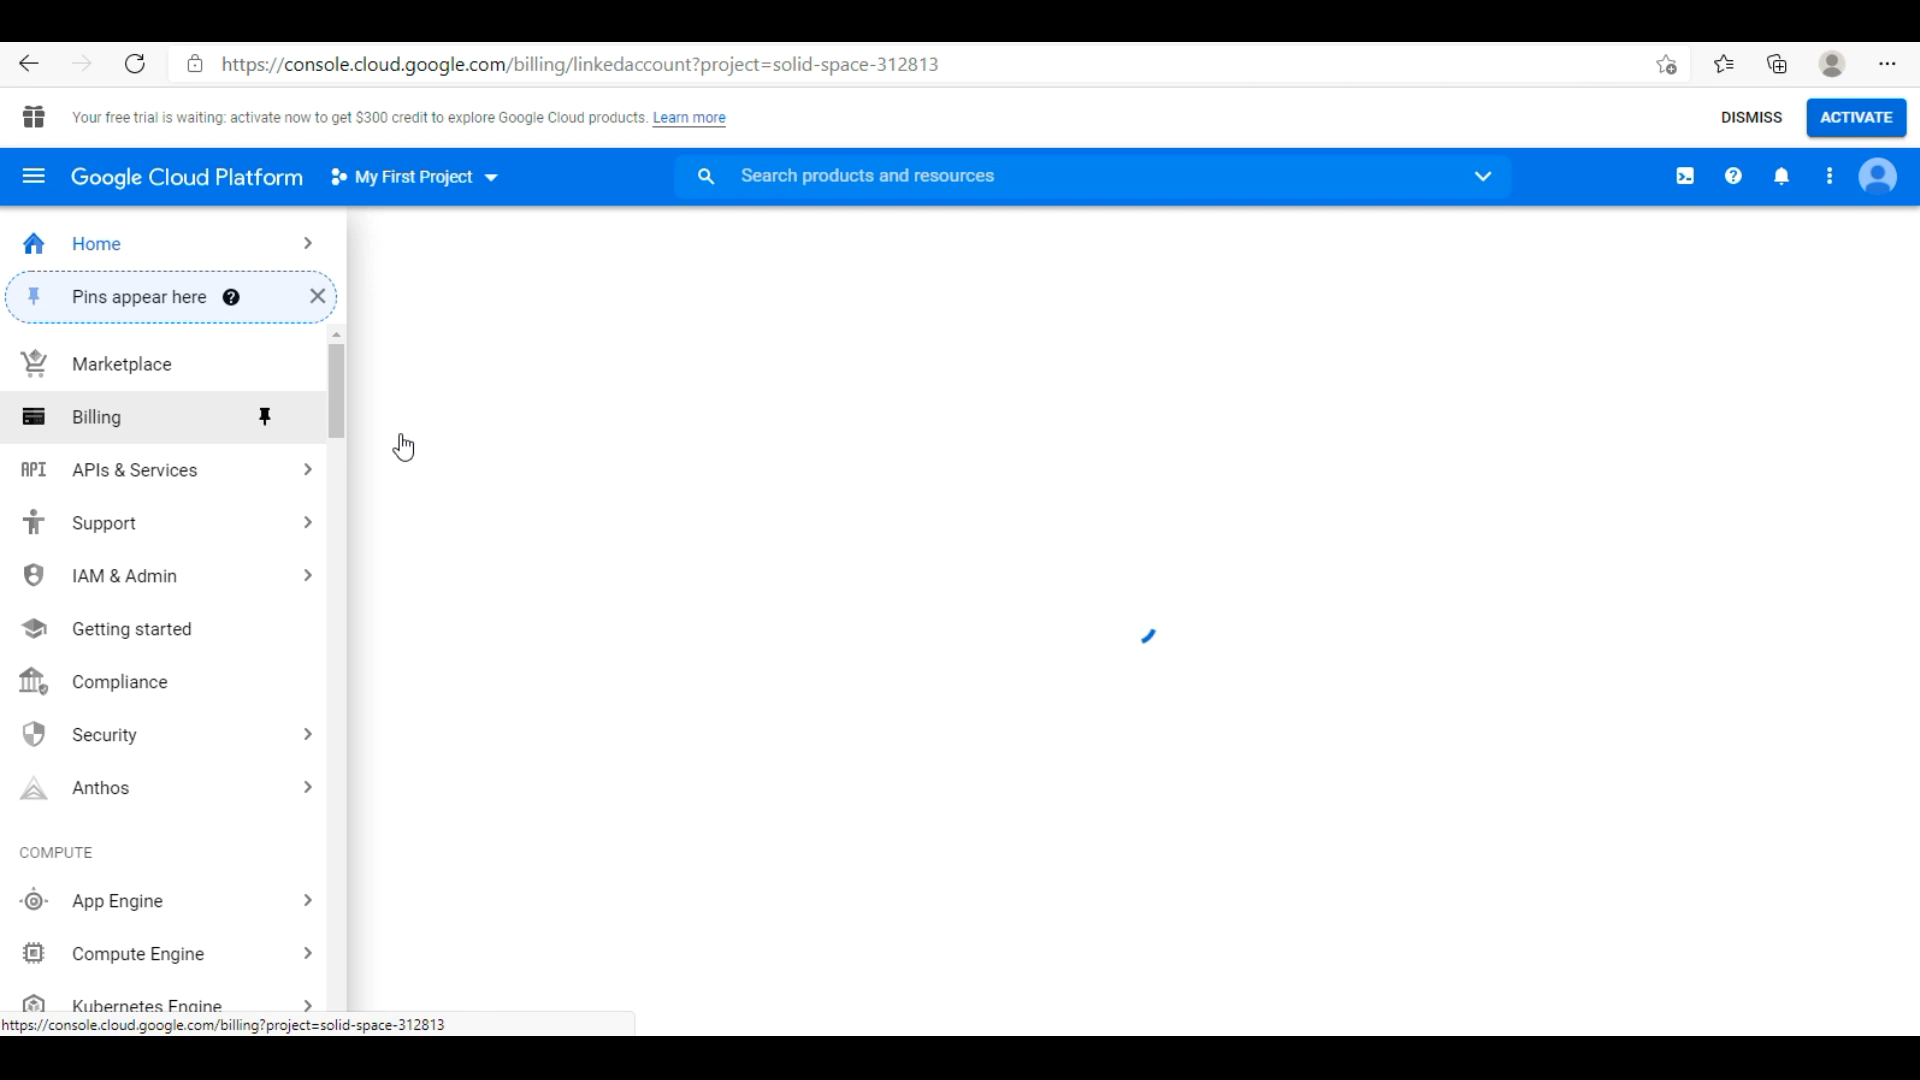 https://console.cloud.google.com/billing/linkedaccount?project=solid-space-312813
Your free trial is waiting: activate now to get $300 credit to explore Google Cloud products. Learn more
DISMISS
ACTIVATE
Google Cloud Platform
My First Project
Search products and resources
Home
Pins appear here
Marketplace
Billing
API APIs & Services
Support
IAM & Admin
Getting started
Compliance
Security
Anthos
COMPUTE
App Engine
Compute Engine
Kubernetes Engine
https://console.cloud.google.com/billing?project=solid-space-312813